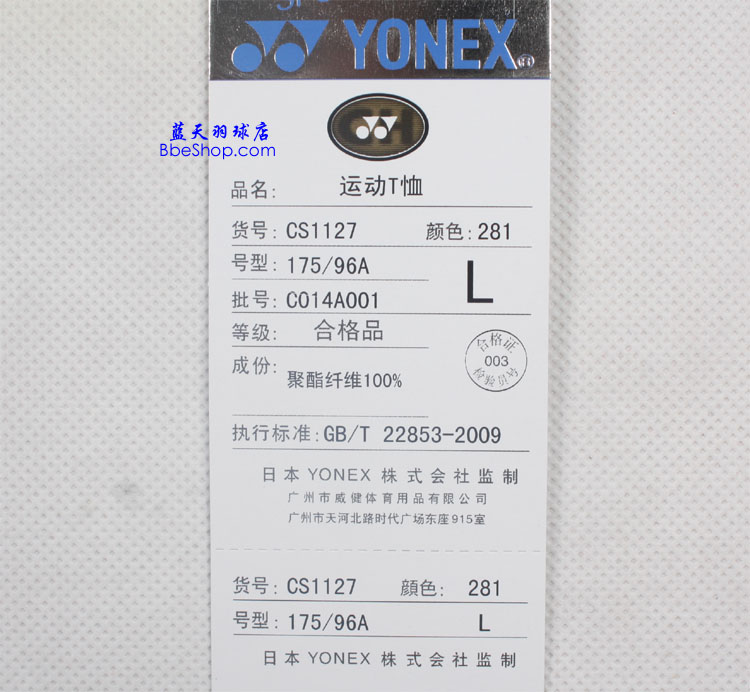 YONEX®
蓝天羽球店
BbeShop.com
品名: 运动T恤
货号: CS1127 颜色: 281
号型: 175/96A L
批号: C014A001
等级: 合格品
成份: 聚酯纤维100%
合格证
003
检验员号
执行标准: GB/T 22853-2009
日本 YONEX 株式会社监制
广州市威健体育用品有限公司
广州市天河北路时代广场东座915室
货号: CS1127 顏色: 281
号型: 175/96A L
日本 YONEX 株式会社监制